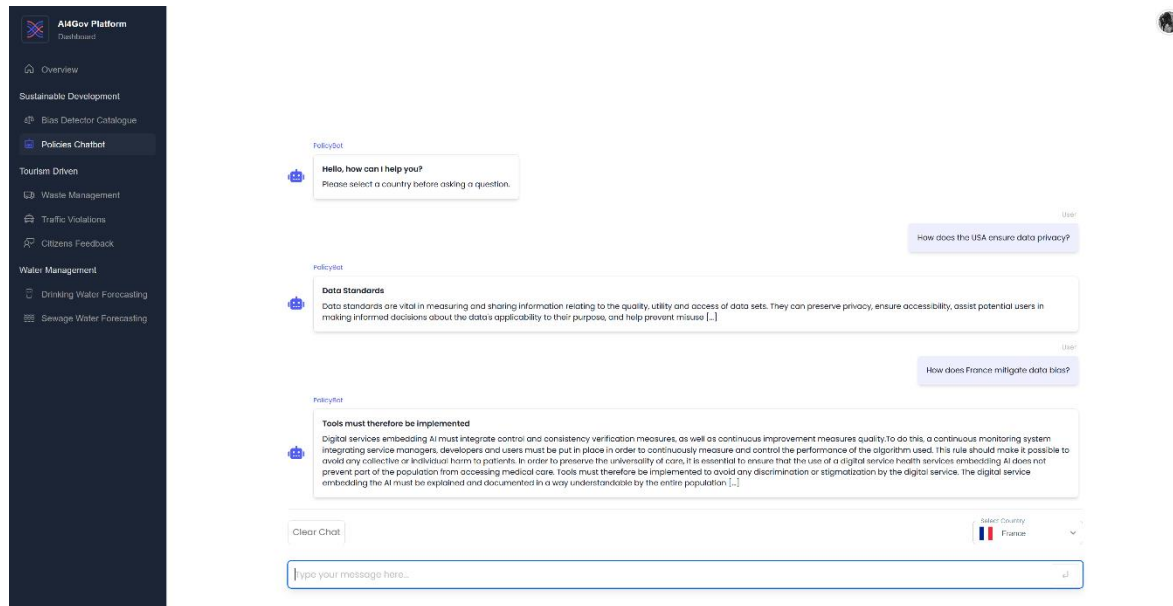 AI4Gov Platform
Dashboard
Overview
Sustainable Development
Bias Detector Catalogue
Policies Chatbot
Tourism Driven
Waste Management
Traffic Violations
Citizens Feedback
Water Management
Drinking Water Forecasting
Sewage Water Forecasting
PolicyBot
Hello, how can I help you?
Please select a country before asking a question.
User
How does the USA ensure data privacy?
PolicyBot
Data Standards
Data standards are vital in measuring and sharing information relating to the quality, utility and access of data sets. They can preserve privacy, ensure accessibility, assist potential users in
making informed decisions about the data's applicability to their purpose, and help prevent misuse [...]
User
How does France mitigate data bias?
PolicyBot
Tools must therefore be implemented
Digital services embedding AI must integrate control and consistency verification measures, as well as continuous improvement measures quality.To do this, a continuous monitoring system
integrating service managers, developers and users must be put in place in order to continuously measure and control the performance of the algorithm used. This rule should make it possible to
avoid any collective or individual harm to patients. In order to preserve the universality of care, it is essential to ensure that the use of a digital service health services embedding AI does not
prevent part of the population from accessing medical care. Tools must therefore be implemented to avoid any discrimination or stigmatization by the digital service. The digital service
embedding the AI must be explained and documented in a way understandable by the entire population [...]
Clear Chat
Select Country
France
Type your message here...